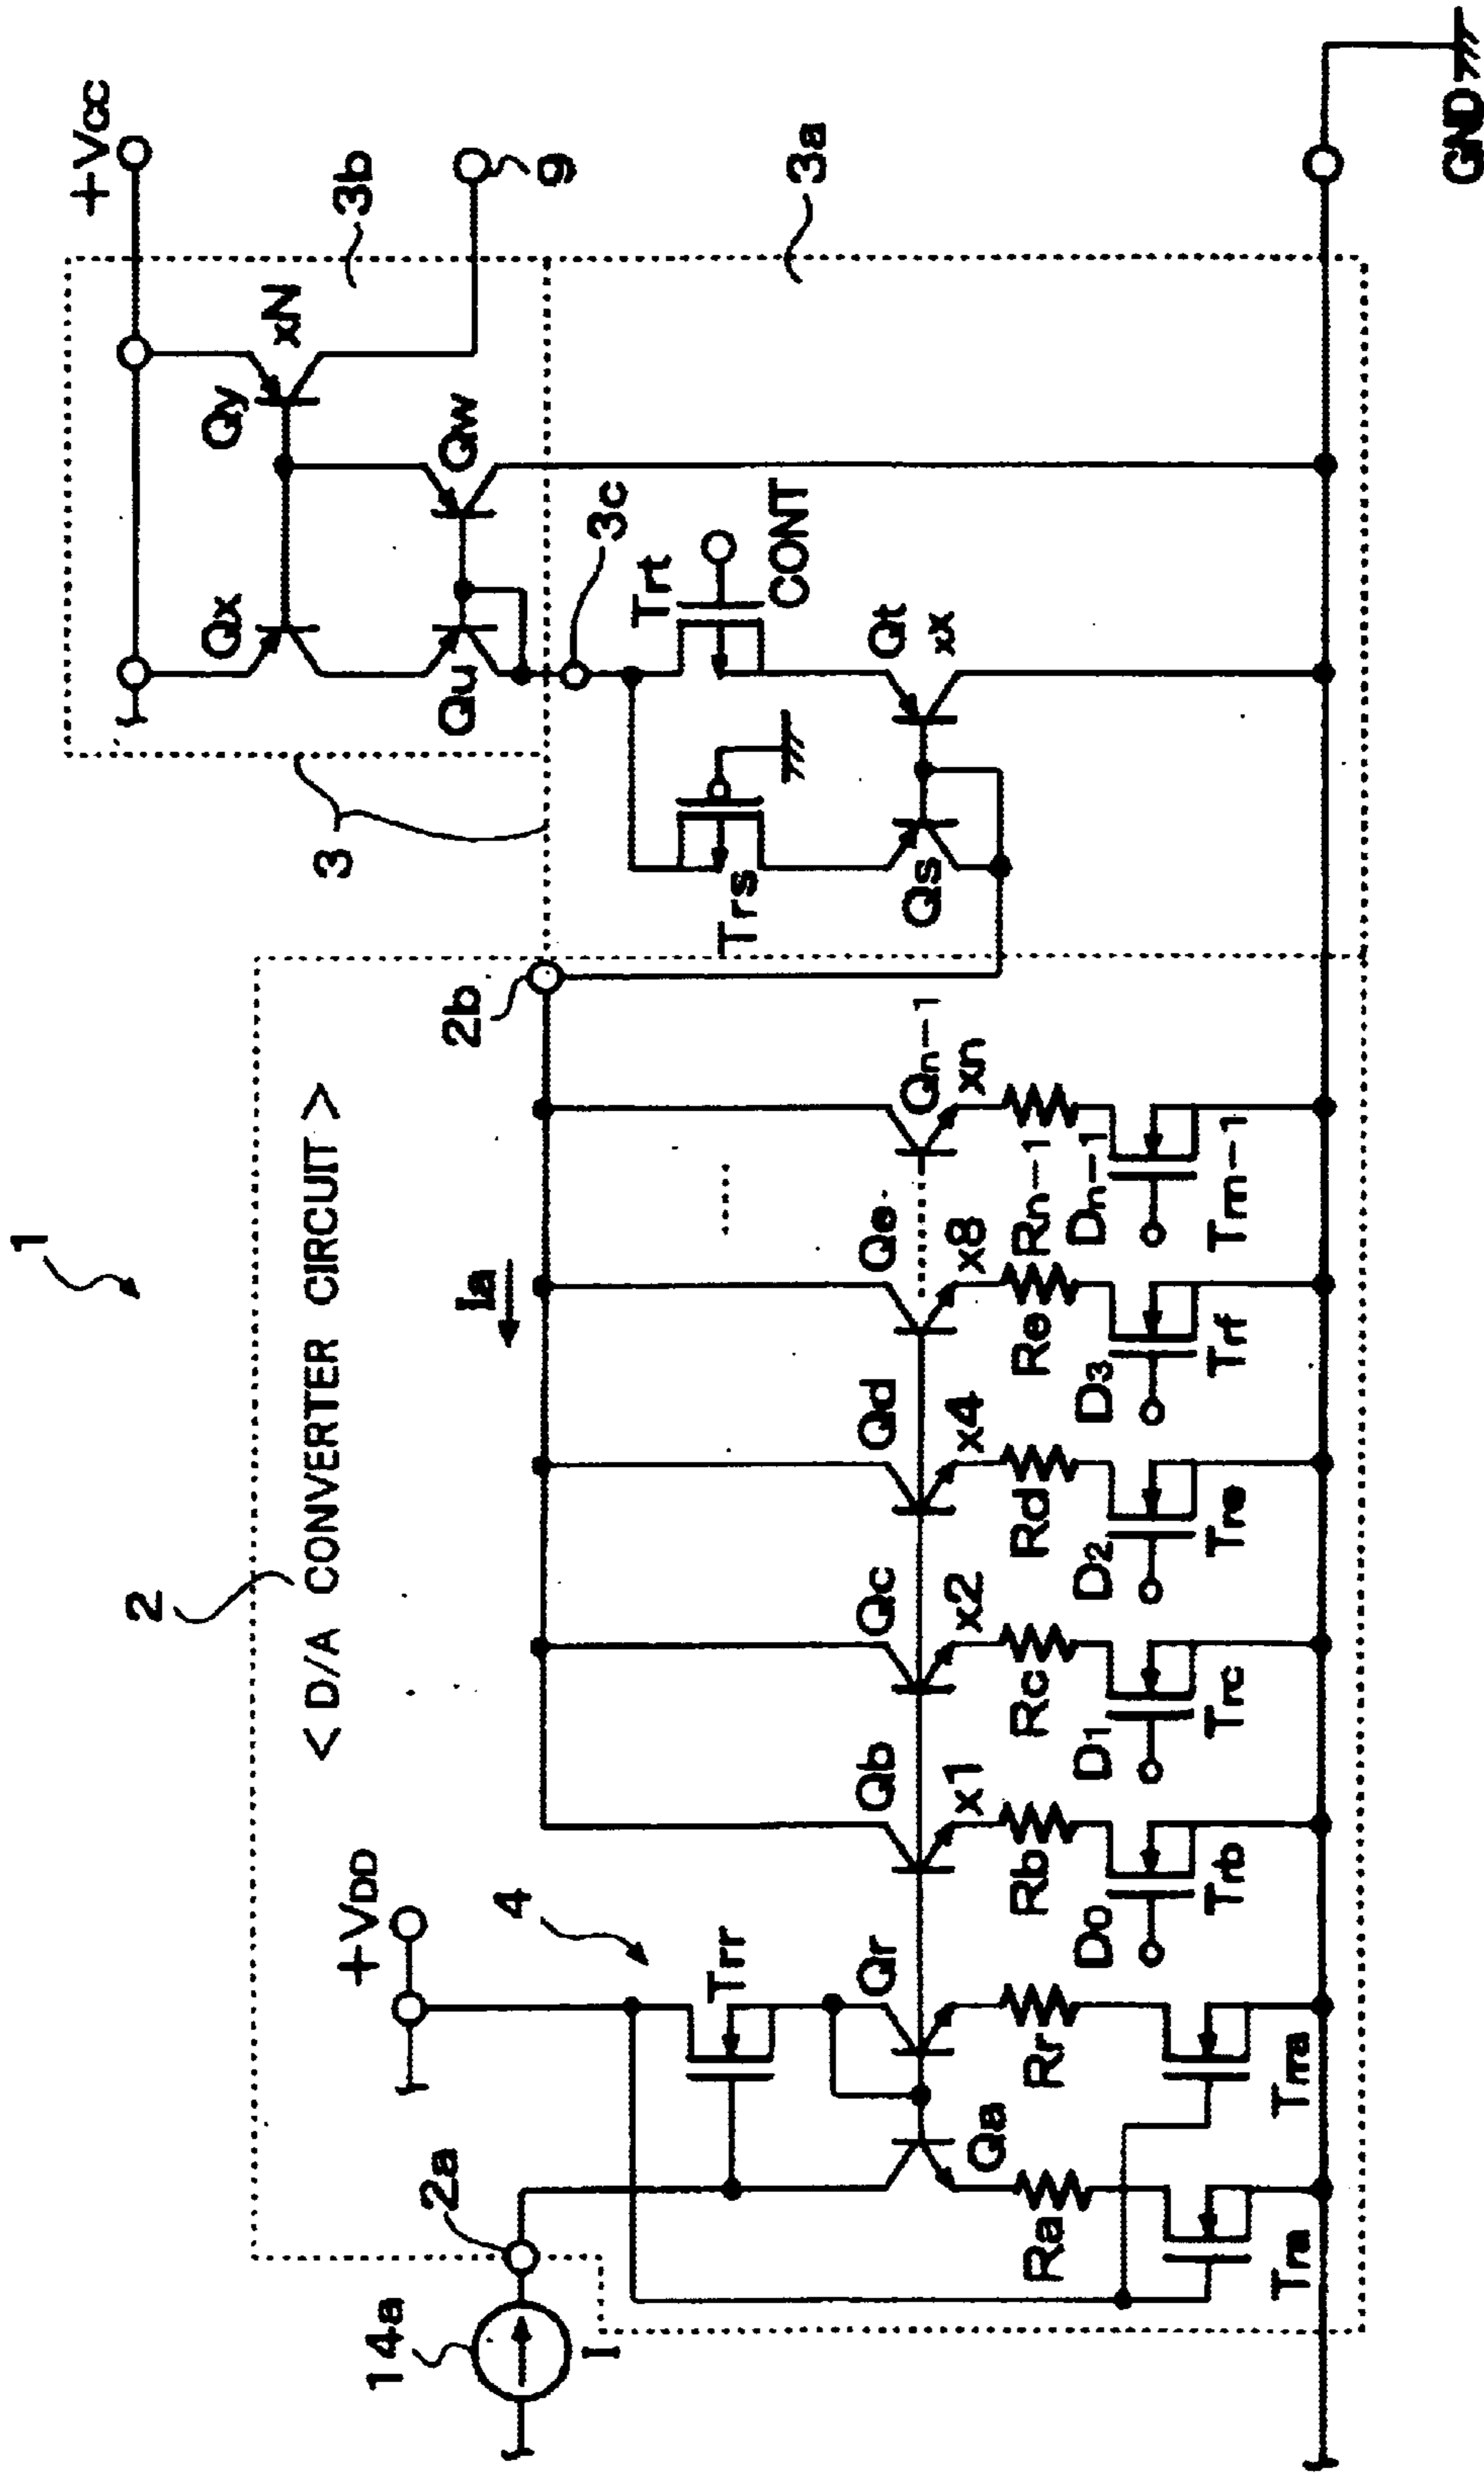 1
2
< D/A CONVERTER CIRCUIT >
+VDD
+VCC
3b
9
3a
3
3c
2b
2a
14a
I
4
Ia
Qx
Qy
xN
Qu
Qw
Trt
CONT
Trs
Qs
Qt
xX
Trr
Qa
Qr
Qb
Qc
Qd
Qe
Qn-1
x1
x2
x4
x8
xn
Ra
Rr
Rb
Rc
Rd
Re
Rn-1
D0
D1
D2
D3
Dn-1
Tra
Trra
Trb
Trc
Tre
Trf
Trn-1
GND